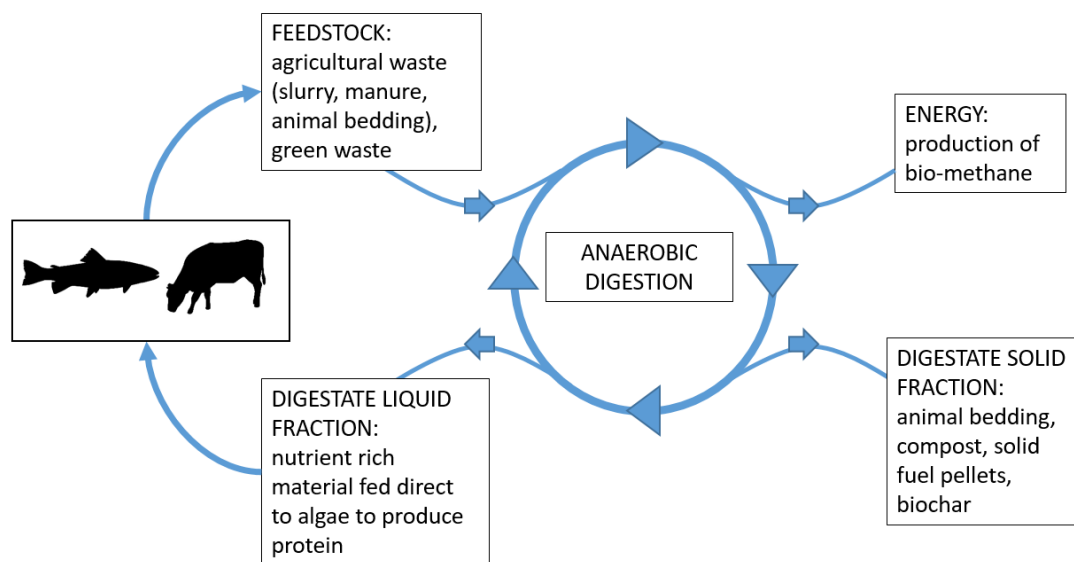 FEEDSTOCK:
agricultural waste
(slurry, manure,
animal bedding),
green waste
ENERGY:
production of
bio-methane
ANAEROBIC
DIGESTION
DIGESTATE LIQUID
FRACTION:
nutrient rich
material fed direct
to algae to produce
protein
DIGESTATE SOLID
FRACTION:
animal bedding,
compost, solid
fuel pellets,
biochar